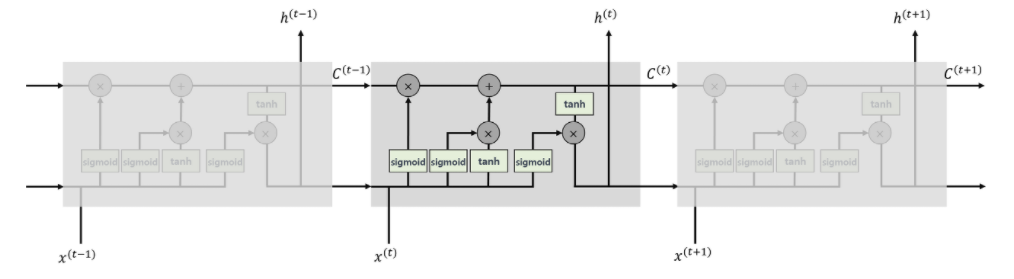 h^(t−1) h^(t) h^(t+1)
C^(t−1) C^(t) C^(t+1)
× + × + × +
tanh tanh tanh
× × × × × ×
sigmoid sigmoid tanh sigmoid sigmoid sigmoid tanh sigmoid sigmoid sigmoid tanh sigmoid
x^(t−1) x^(t) x^(t+1)